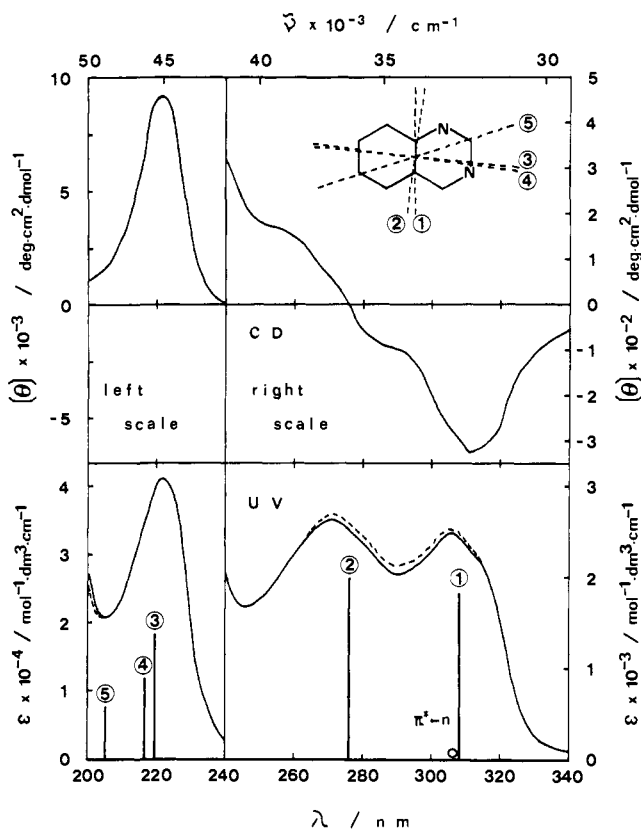 ν̃ × 10⁻³ / cm⁻¹
50 45 40 35 30
10
5
0
-5
[θ] × 10⁻³ / deg·cm²·dmol⁻¹
5
4
3
2
1
0
-1
-2
-3
[θ] × 10⁻² / deg·cm²·dmol⁻¹
N
N
⑤
③
④
② ①
CD
left scale
right scale
UV
4
3
2
1
0
ε × 10⁻⁴ / mol⁻¹·dm³·cm⁻¹
3
2
1
0
ε × 10⁻³ / mol⁻¹·dm³·cm⁻¹
⑤
④
③
②
①
π*←n
200 220 240 260 280 300 320 340
λ / nm